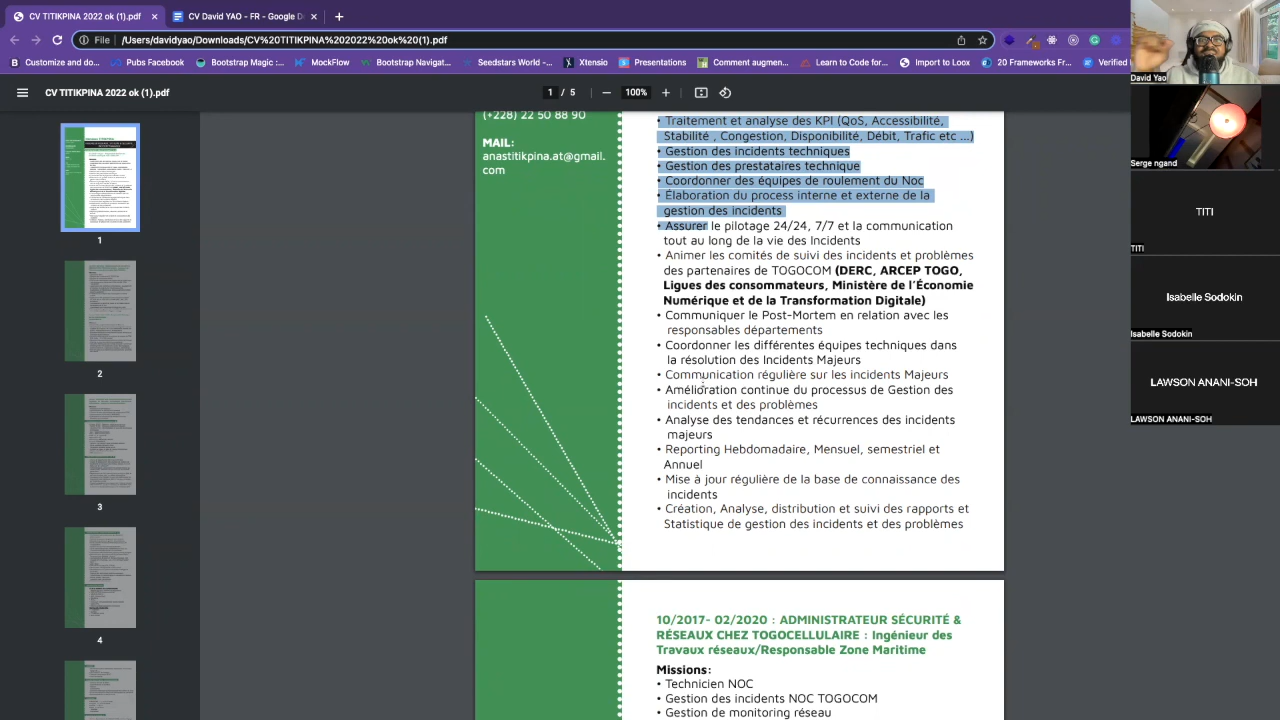 CV TITIKPINA 2022 ok (1).pdf
CV David YAO - FR - Google D
File
/Users/davidyao/Downloads/CV%20TITIKPINA%202022%20ok%20(1).pdf
Customize and do...
Pubs Facebook
Bootstrap Magic :...
MockFlow
Bootstrap Navigat...
Seedstars World -...
Xtensio
Presentations
Comment augmen...
Learn to Code for...
Import to Loox
20 Frameworks Fr...
Verified
CV TITIKPINA 2022 ok (1).pdf
1 / 5
100%
1
2
3
4
(+228) 22 50 88 90
MAIL:
anastitikpina@gmail.
com
• Traitement et analyse des KPI (QoS, Accessibilité,
Stabilité , Congestion, Disponibilité, Débit, Trafic etc ...)
• Gestion des incidents techniques
• Gestion des prestataires technique
• Coordonner des équipes de roulement du Noc
• Élaboration du process interne et externe de la
gestion des incidents
• Assurer le pilotage 24/24, 7/7 et la communication
tout au long de la vie des Incidents
• Animer les comités de suivi des incidents et problèmes
des partenaires de TOGOCOM (DERC, ARCEP TOGO,
Ligues des consommateurs, Ministère de l'Économie
Numérique et de la Transformation Digitale)
• Communiquer le Post-Mortem en relation avec les
responsables départements
• Coordonner les différentes équipes techniques dans
la résolution des Incidents Majeurs
• Communication régulière sur les incidents Majeurs
• Amélioration continue du processus de Gestion des
incidents et des problèmes
• Analyse des tendances et récurrences des incidents
majeurs
• Reporting Hebdomadaire, Mensuel, semestriel et
Annuel
• Mise à jour régulière de la base de connaissance des
incidents
• Création, Analyse, distribution et suivi des rapports et
Statistique de gestion des incidents et des problèmes
10/2017- 02/2020 : ADMINISTRATEUR SÉCURITÉ &
RÉSEAUX CHEZ TOGOCELLULAIRE : Ingénieur des
Travaux réseaux/Responsable Zone Maritime
Missions:
• Technicien NOC
• Gestion des incidents NOC TOGOCOM
• Gestion de monitoring réseau
David Yao
Serge ngand
TITI
TITI
Isabelle Sodokin
Isabelle Sodokin
LAWSON ANANI-SOH
LAWSON ANANI-SOH